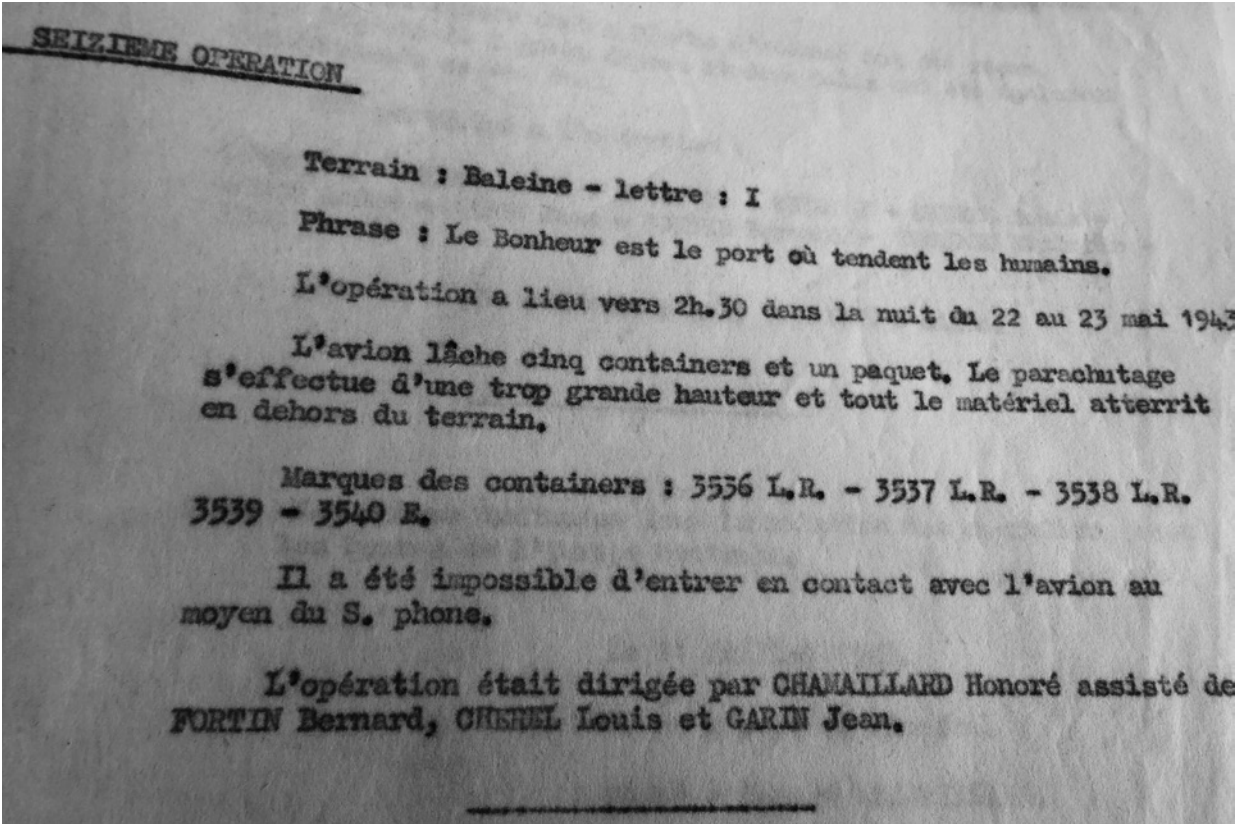 SEIZIEME OPERATION
Terrain : Baleine - lettre : I
Phrase : Le Bonheur est le port où tendent les humains.
L'opération a lieu vers 2h.30 dans la nuit du 22 au 23 mai 1943
L'avion lâche cinq containers et un paquet. Le parachutage
s'effectue d'une trop grande hauteur et tout le matériel atterrit
en dehors du terrain.
Marques des containers : 3536 L.R. - 3537 L.R. - 3538 L.R.
3539 - 3540 E.
Il a été impossible d'entrer en contact avec l'avion au
moyen du S. phone.
L'opération était dirigée par CHAMAILLARD Honoré assisté de
FORTIN Bernard, CHEREL Louis et GARIN Jean.